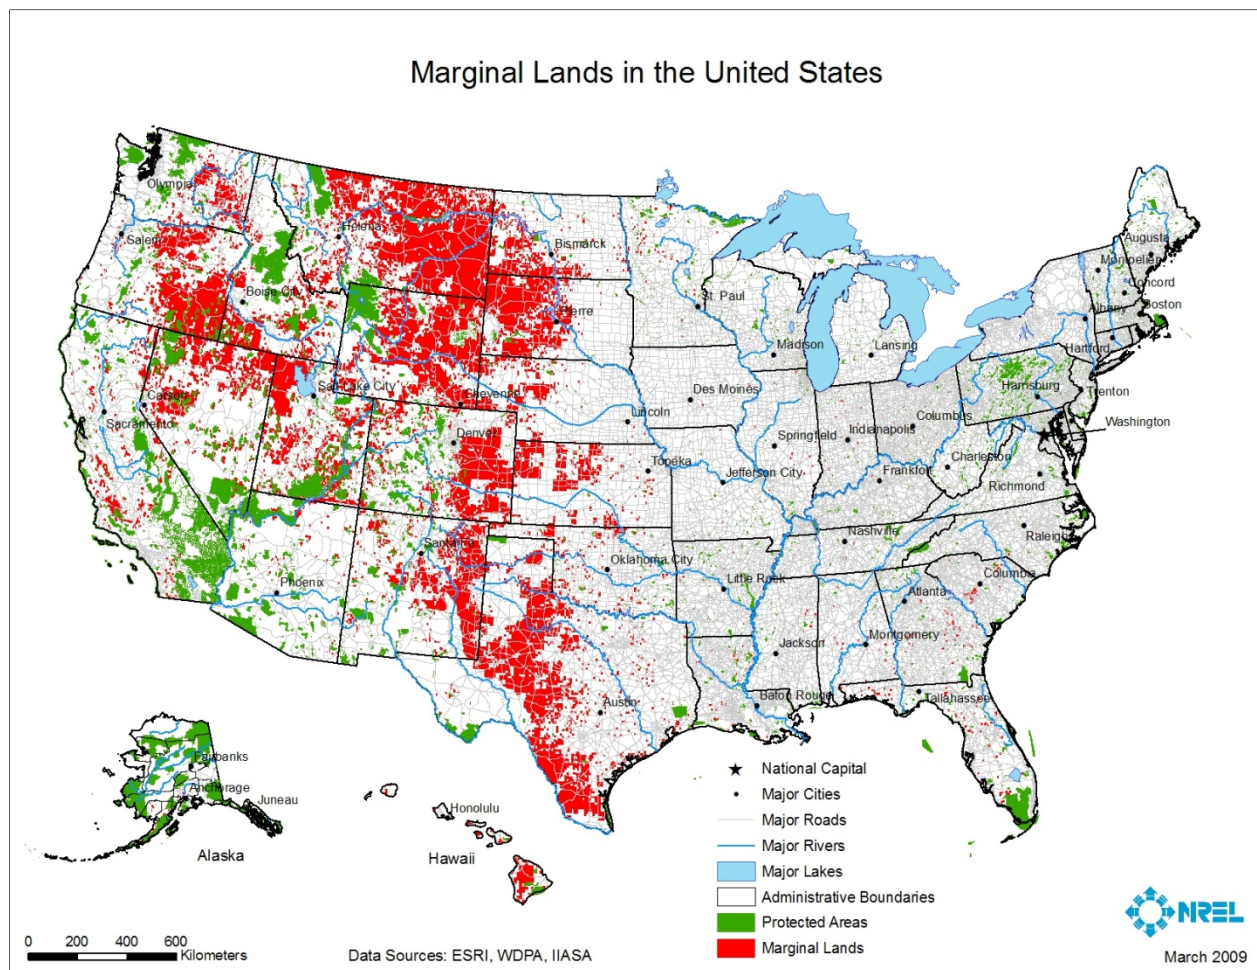 Marginal Lands in the United States
Olympia
Salem
Helena
Bismarck
Boise City
Pierre
St. Paul
Augusta
Montpelier
Concord
Boston
Albany
Hartford
Madison
Lansing
Salt Lake City
Carson
Sacramento
Cheyenne
Des Moines
Lincoln
Harrisburg
Trenton
Washington
Columbus
Indianapolis
Springfield
Denver
Topeka
Jefferson City
Frankfort
Charleston
Richmond
Nashville
Raleigh
Santa Fe
Oklahoma City
Little Rock
Phoenix
Columbia
Atlanta
Jackson
Montgomery
Austin
Baton Rouge
Tallahassee
Fairbanks
Anchorage
Juneau
Alaska
Honolulu
Hawaii
National Capital
Major Cities
Major Roads
Major Rivers
Major Lakes
Administrative Boundaries
Protected Areas
Marginal Lands
0 200 400 600
Kilometers
Data Sources: ESRI, WDPA, IIASA
NREL
March 2009